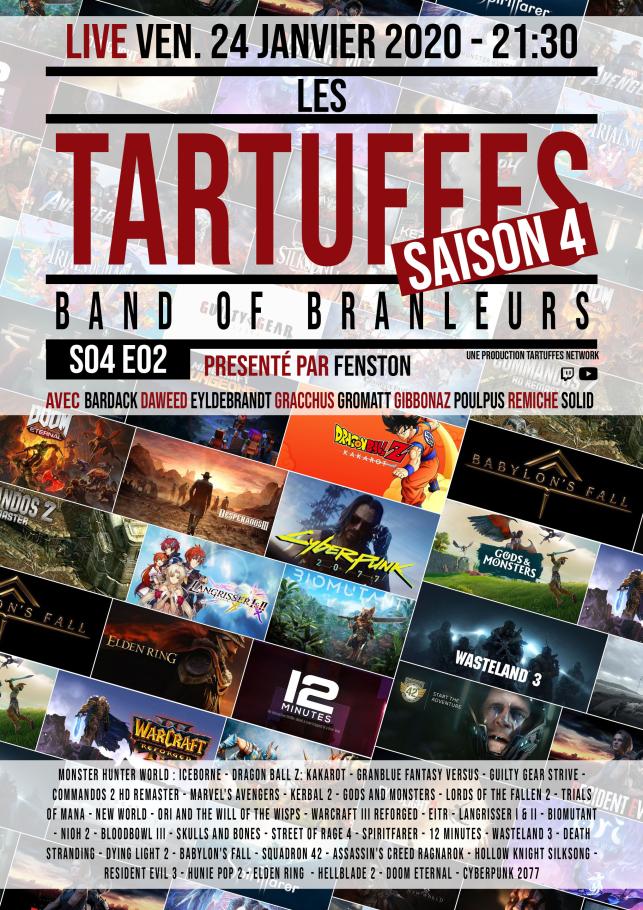 Spiritfarer
LIVE VEN. 24 JANVIER 2020 - 21:30
LES
TARTUFFES
SAISON 4
BAND OF BRANLEURS
S04 E02
PRESENTÉ PAR FENSTON
UNE PRODUCTION TARTUFFES NETWORK
AVEC BARDACK DAWEED EYLDEBRANDT GRACCHUS GROMATT GIBBONAZ POULPUS REMICHE SOLID
DOOM
ETERNAL
DRAGON BALL Z
KAKAROT
BABYLON'S FALL
DESPERADOS III
CYBERPUNK
2077
GODS &
MONSTERS
LANGRISSER I & II
BIOMUTANT
ELDEN RING
12
MINUTES
WASTELAND 3
42
START THE
ADVENTURE
WARCRAFT III
REFORGED
MONSTER HUNTER WORLD : ICEBORNE - DRAGON BALL Z: KAKAROT - GRANBLUE FANTASY VERSUS - GUILTY GEAR STRIVE -
COMMANDOS 2 HD REMASTER - MARVEL'S AVENGERS - KERBAL 2 - GODS AND MONSTERS - LORDS OF THE FALLEN 2 - TRIALS
OF MANA - NEW WORLD - ORI AND THE WILL OF THE WISPS - WARCRAFT III REFORGED - EITR - LANGRISSER I & II - BIOMUTANT
- NIOH 2 - BLOODBOWL III - SKULLS AND BONES - STREET OF RAGE 4 - SPIRITFARER - 12 MINUTES - WASTELAND 3 - DEATH
STRANDING - DYING LIGHT 2 - BABYLON'S FALL - SQUADRON 42 - ASSASSIN'S CREED RAGNAROK - HOLLOW KNIGHT SILKSONG -
RESIDENT EVIL 3 - HUNIE POP 2 - ELDEN RING - HELLBLADE 2 - DOOM ETERNAL - CYBERPUNK 2077